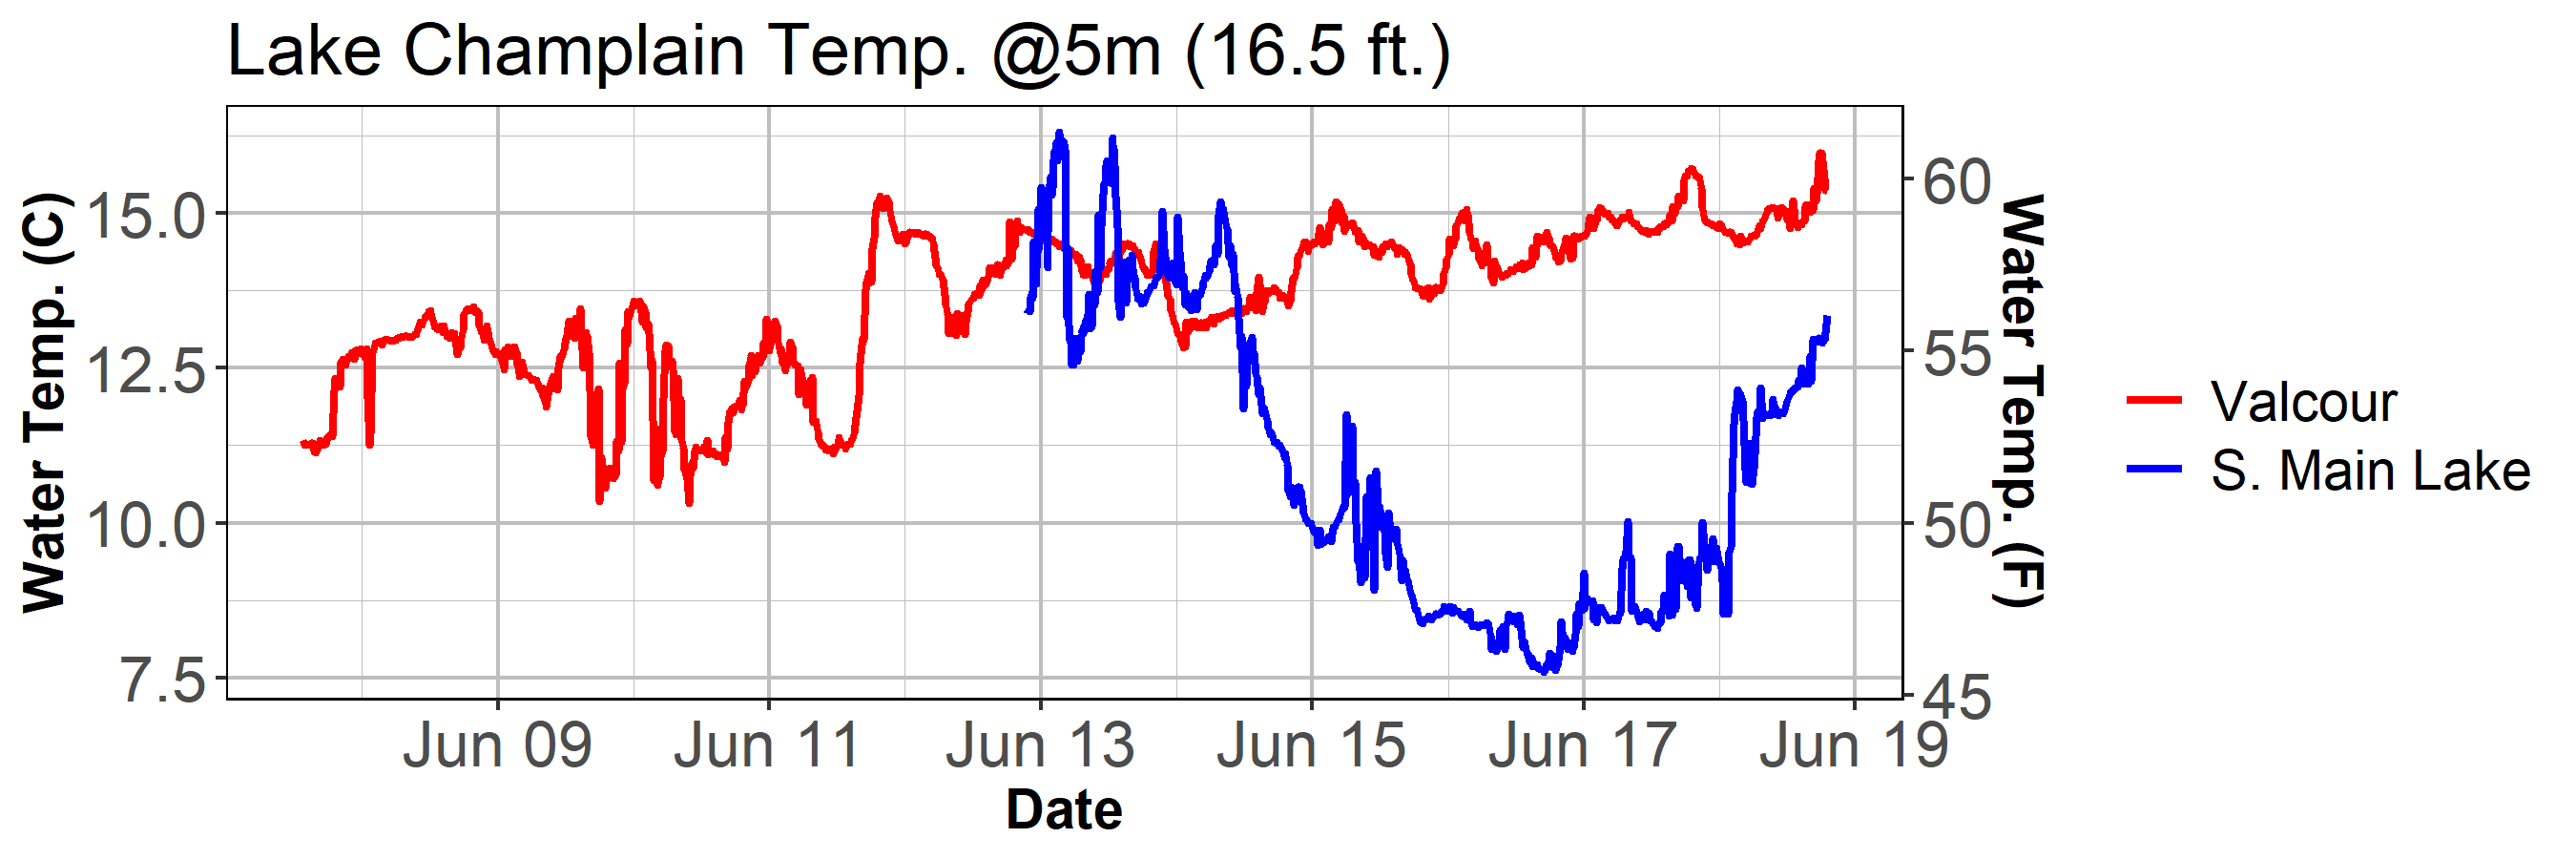 Lake Champlain Temp. @5m (16.5 ft.)
Water Temp. (C)
15.0
12.5
10.0
7.5
60
55
50
45
Water Temp. (F)
Jun 09 Jun 11 Jun 13 Jun 15 Jun 17 Jun 19
Date
Valcour
S. Main Lake